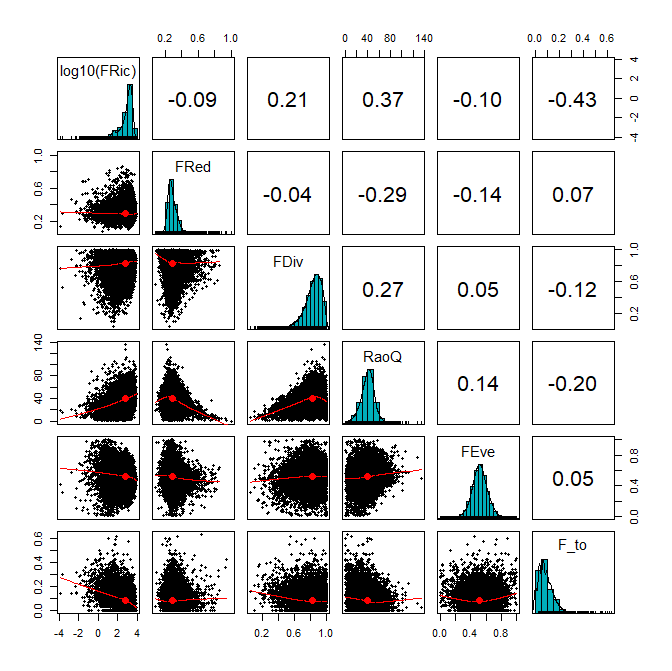 0.2 0.6 1.0 0 40 80 140 0.0 0.2 0.4 0.6
log10(FRic) -0.09 0.21 0.37 -0.10 -0.43 -4 -2 0 2 4
0.2 0.6 1.0 FRed -0.04 -0.29 -0.14 0.07
FDiv 0.27 0.05 -0.12 0.2 0.6 1.0
0 40 80 140 RaoQ 0.14 -0.20
FEve 0.05 0.0 0.4 0.8
0.0 0.2 0.4 0.6 F_to
-4 -2 0 2 4 0.2 0.6 1.0 0.0 0.4 0.8